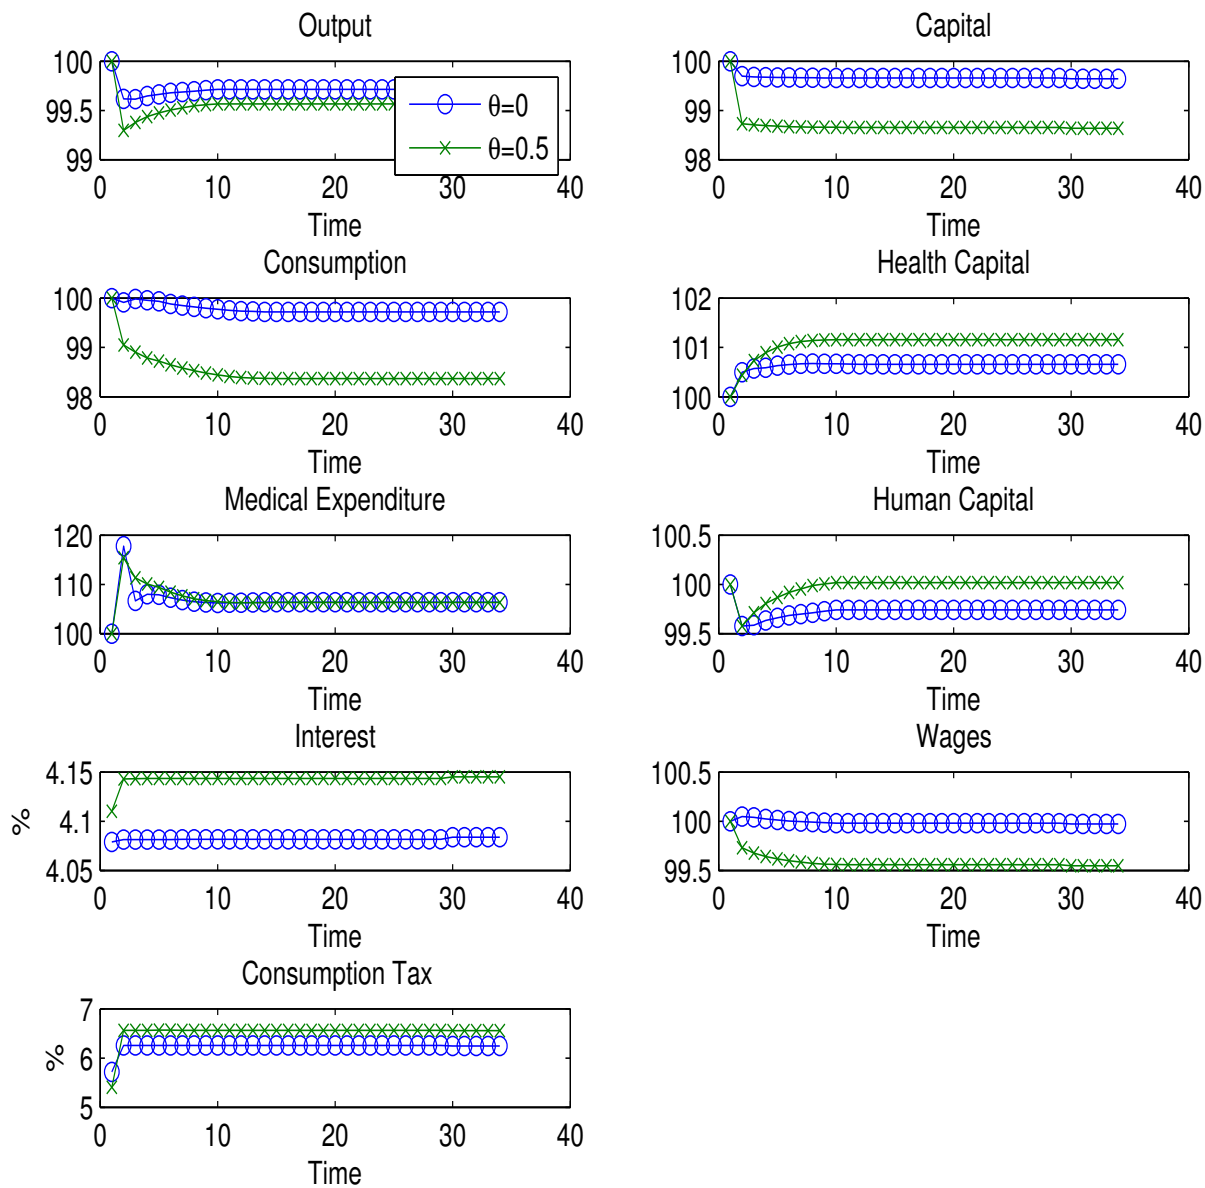 Output
100
99.5
99
0 10 20 30 40
Time
θ=0
θ=0.5
Capital
100
99
98
0 10 20 30 40
Time
Consumption
100
99
98
0 10 20 30 40
Time
Health Capital
102
101
100
0 10 20 30 40
Time
Medical Expenditure
120
110
100
0 10 20 30 40
Time
Human Capital
100.5
100
99.5
0 10 20 30 40
Time
Interest
4.15
4.1
4.05
%
0 10 20 30 40
Time
Wages
100.5
100
99.5
0 10 20 30 40
Time
Consumption Tax
7
6
5
%
0 10 20 30 40
Time